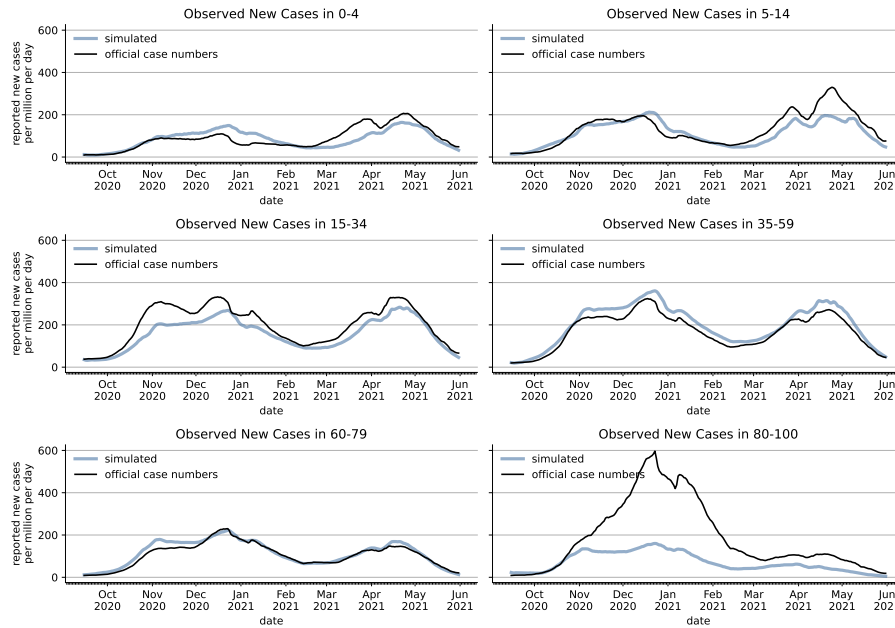 Observed New Cases in 0-4
reported new cases
per million per day
600
400
200
0
simulated
official case numbers
Oct Nov Dec Jan Feb Mar Apr May Jun
2020 2020 2020 2021 2021 2021 2021 2021 2021
date
Observed New Cases in 5-14
simulated
official case numbers
Oct Nov Dec Jan Feb Mar Apr May Jun
2020 2020 2020 2021 2021 2021 2021 2021 202
date
Observed New Cases in 15-34
reported new cases
per million per day
600
400
200
0
simulated
official case numbers
Oct Nov Dec Jan Feb Mar Apr May Jun
2020 2020 2020 2021 2021 2021 2021 2021 2021
date
Observed New Cases in 35-59
simulated
official case numbers
Oct Nov Dec Jan Feb Mar Apr May Jun
2020 2020 2020 2021 2021 2021 2021 2021 202
date
Observed New Cases in 60-79
reported new cases
per million per day
600
400
200
0
simulated
official case numbers
Oct Nov Dec Jan Feb Mar Apr May Jun
2020 2020 2020 2021 2021 2021 2021 2021 2021
date
Observed New Cases in 80-100
simulated
official case numbers
Oct Nov Dec Jan Feb Mar Apr May Jun
2020 2020 2020 2021 2021 2021 2021 2021 202
date